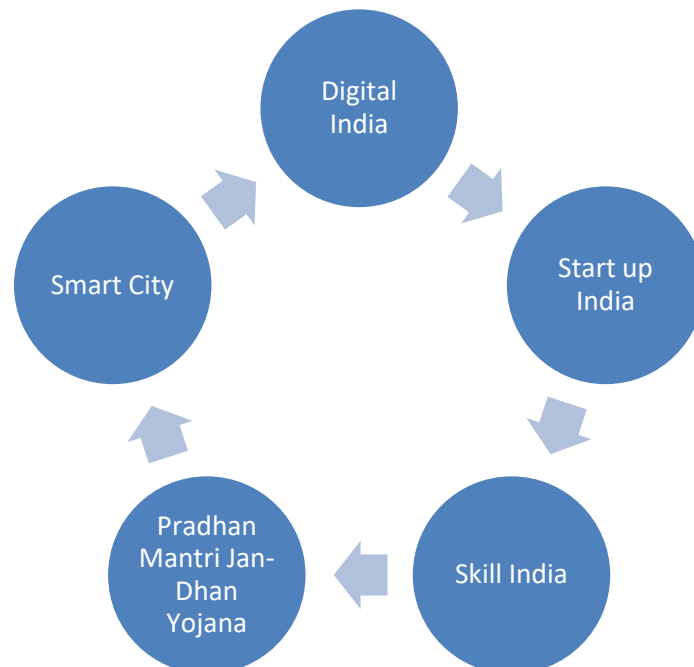 Digital
India
Start up
India
Skill India
Pradhan
Mantri Jan-
Dhan
Yojana
Smart City